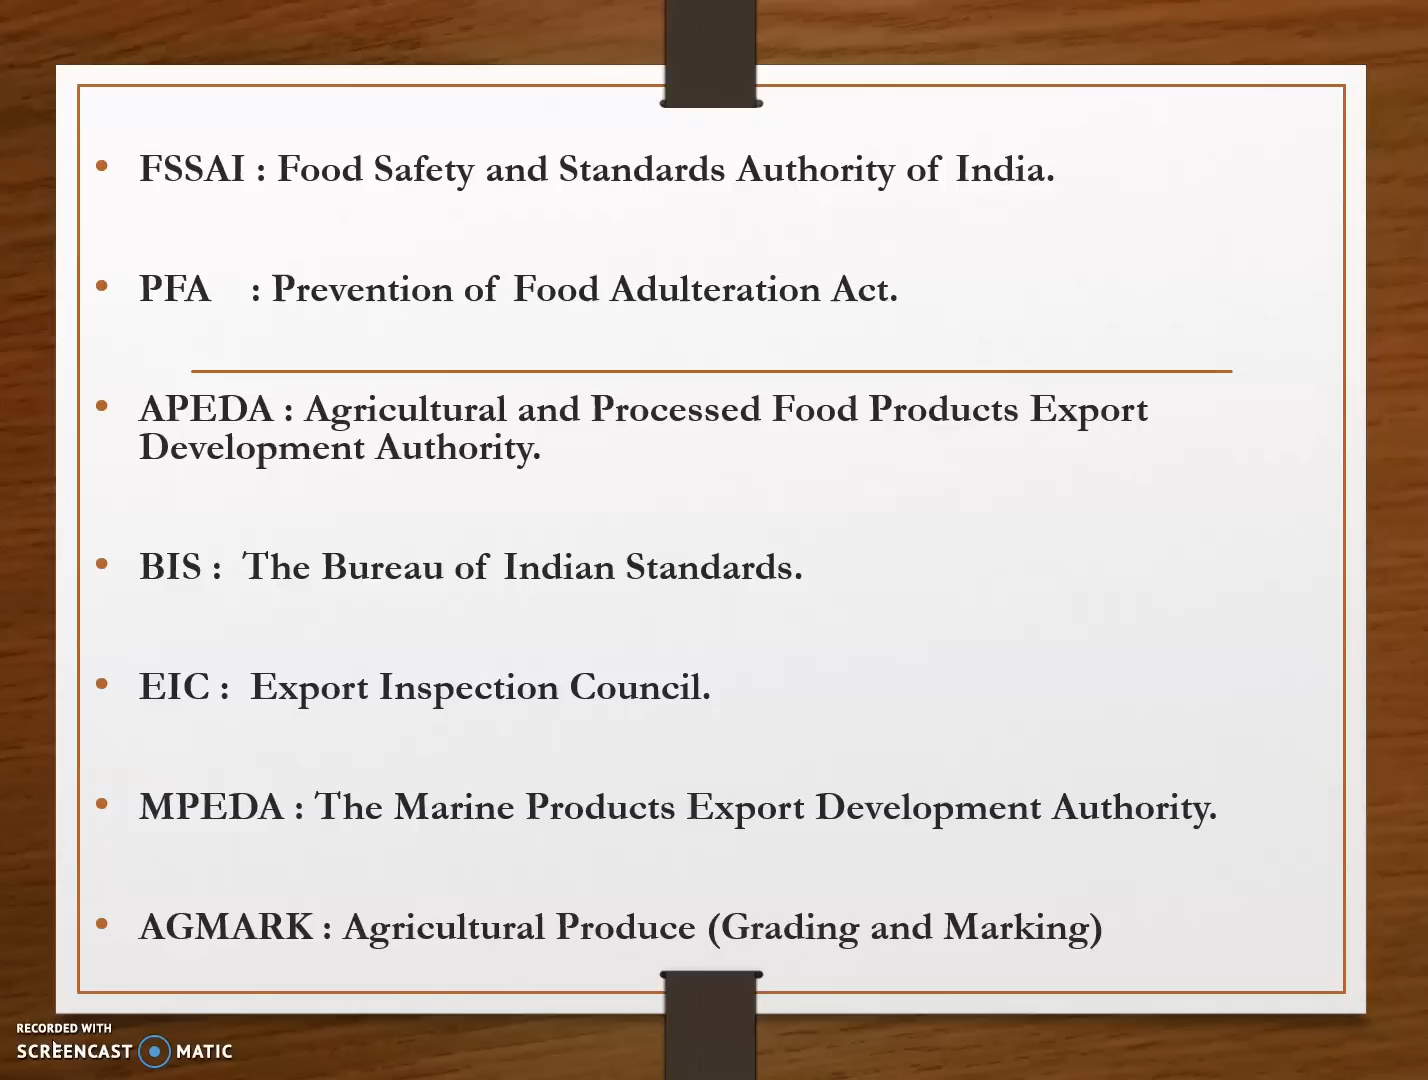 • FSSAI : Food Safety and Standards Authority of India.
• PFA : Prevention of Food Adulteration Act.
• APEDA : Agricultural and Processed Food Products Export
Development Authority.
• BIS : The Bureau of Indian Standards.
• EIC : Export Inspection Council.
• MPEDA : The Marine Products Export Development Authority.
• AGMARK : Agricultural Produce (Grading and Marking)
RECORDED WITH
SCREENCAST MATIC